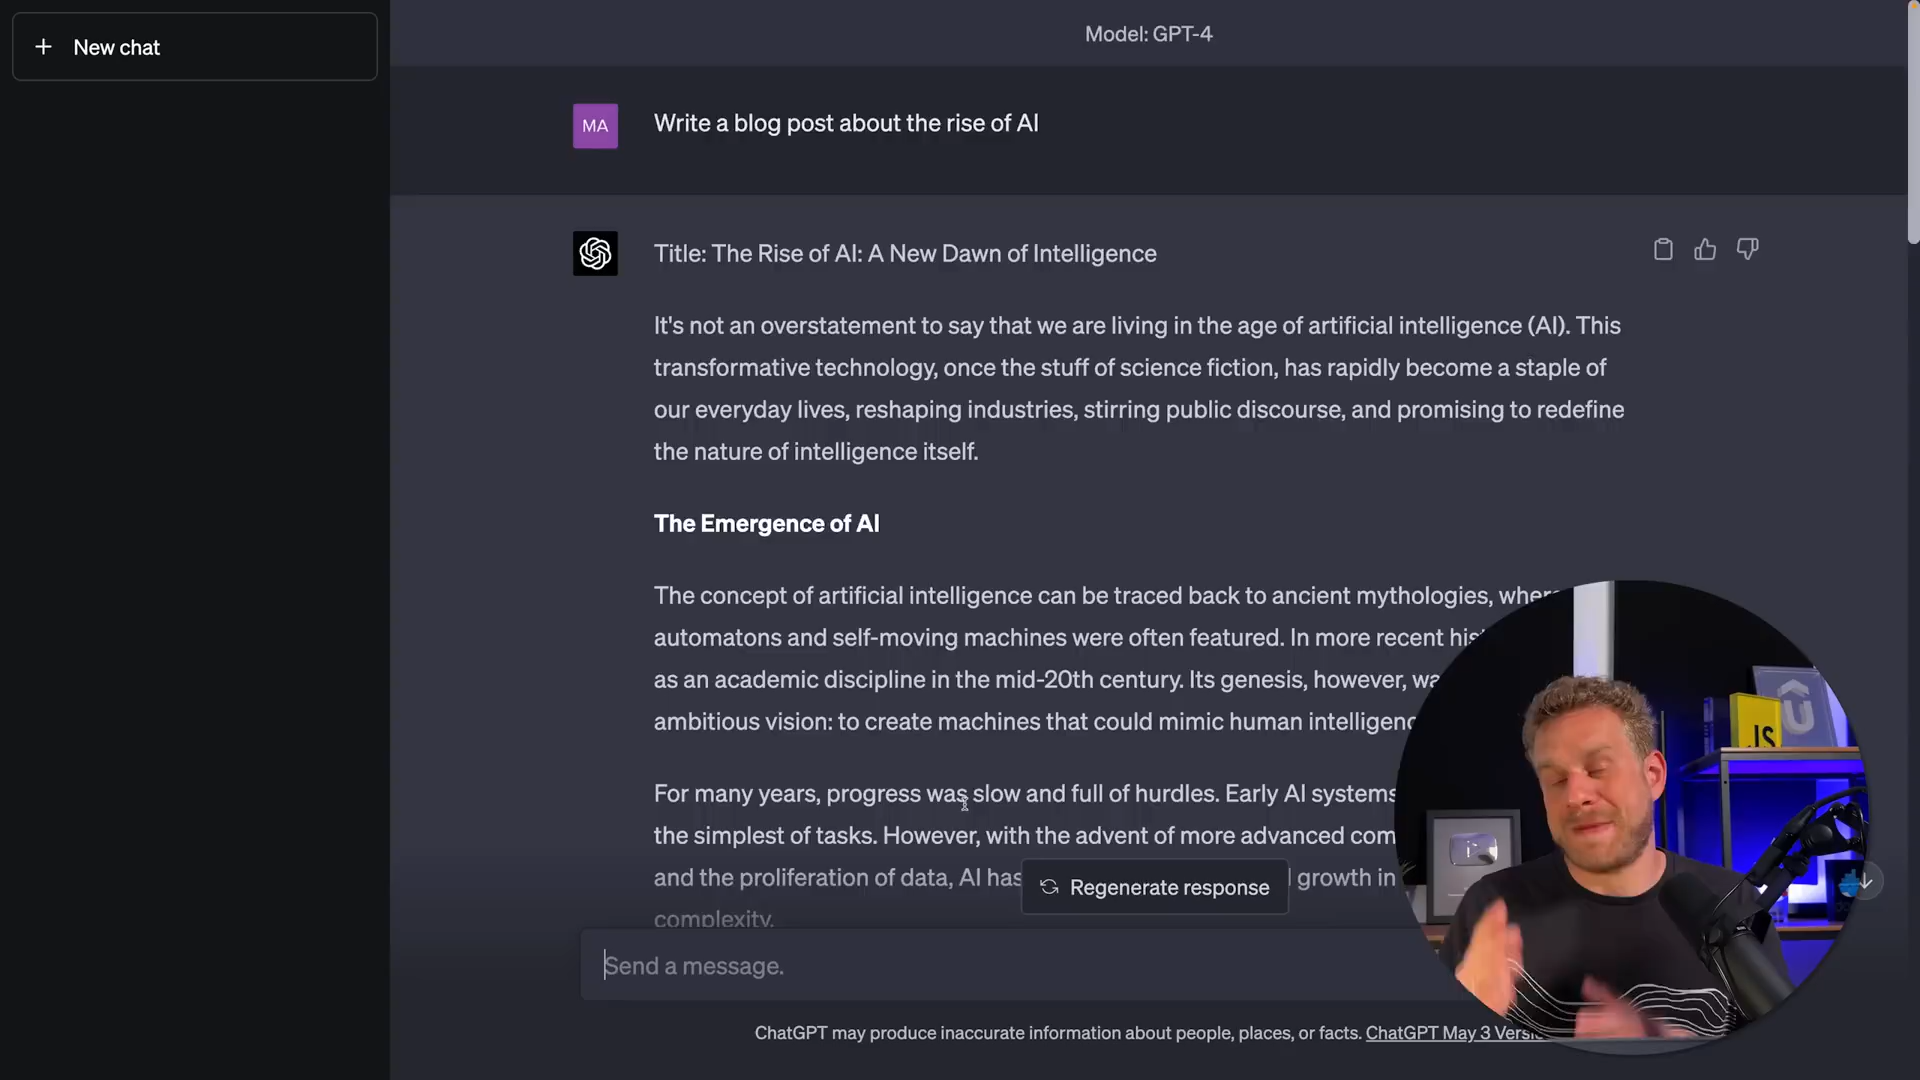 New chat
Model: GPT-4
MA
Write a blog post about the rise of AI
Title: The Rise of AI: A New Dawn of Intelligence
It's not an overstatement to say that we are living in the age of artificial intelligence (AI). This
transformative technology, once the stuff of science fiction, has rapidly become a staple of
our everyday lives, reshaping industries, stirring public discourse, and promising to redefine
the nature of intelligence itself.
The Emergence of AI
The concept of artificial intelligence can be traced back to ancient mythologies,
automatons and self-moving machines were often featured. In more recent
as an academic discipline in the mid-20th century. Its genesis, however,
ambitious vision: to create machines that could mimic human
For many years, progress was slow and full of hurdles. Early AI systems
the simplest of tasks. However, with the advent of more advanced
and the proliferation of data, AI has growth in
complexity.
Regenerate response
Send a message.
ChatGPT may produce inaccurate information about people, places, or facts. ChatGPT May 3
JS
U